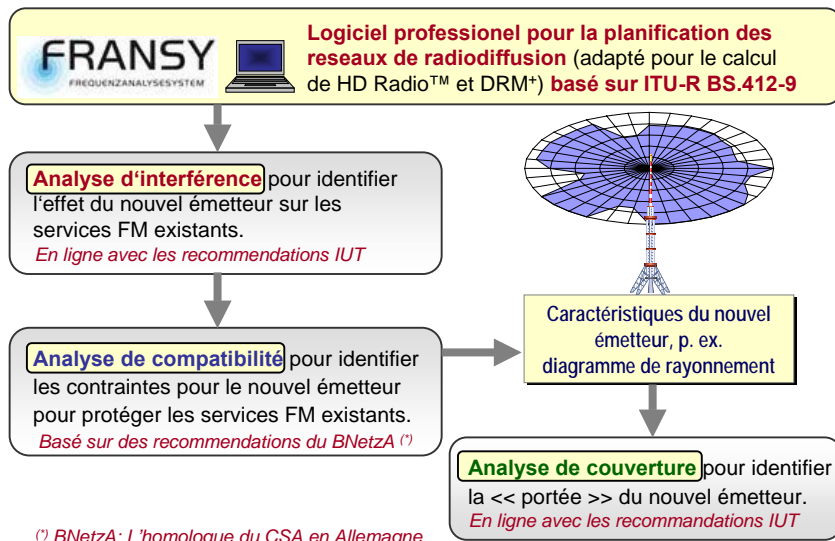 FRANSY
FREQUENZANALYSESYSTEM
Logiciel professionel pour la planification des
reseaux de radiodiffusion (adapté pour le calcul
de HD Radio™ et DRM⁺) basé sur ITU-R BS.412-9
Analyse d‘interférence pour identifier
l‘effet du nouvel émetteur sur les
services FM existants.
En ligne avec les recommendations IUT
Analyse de compatibilité pour identifier
les contraintes pour le nouvel émetteur
pour protéger les services FM existants.
Basé sur des recommendations du BNetzA (*)
Caractéristiques du nouvel
émetteur, p. ex.
diagramme de rayonnement
Analyse de couverture pour identifier
la << portée >> du nouvel émetteur.
En ligne avec les recommandations IUT
(*) BNetzA: L'homologue du CSA en Allemagne